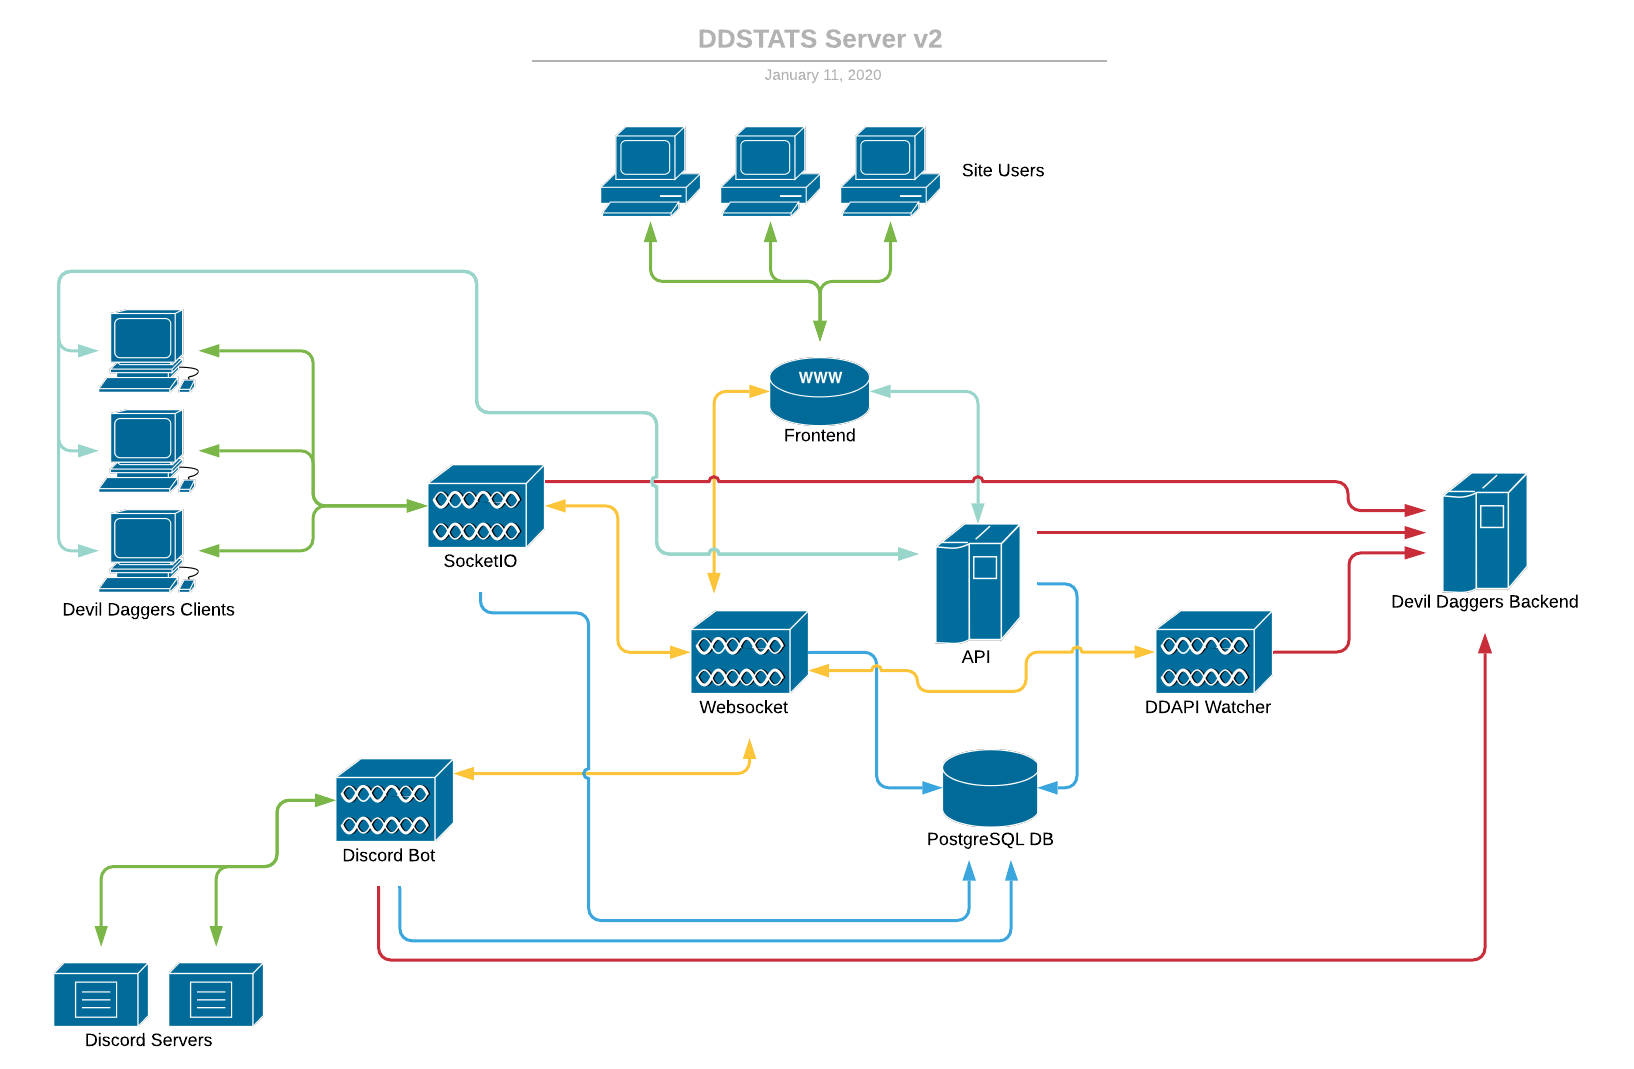 DDSTATS Server v2
January 11, 2020
Site Users
WWW
Frontend
SocketIO
Devil Daggers Clients
Devil Daggers Backend
API
Websocket
DDAPI Watcher
PostgreSQL DB
Discord Bot
Discord Servers